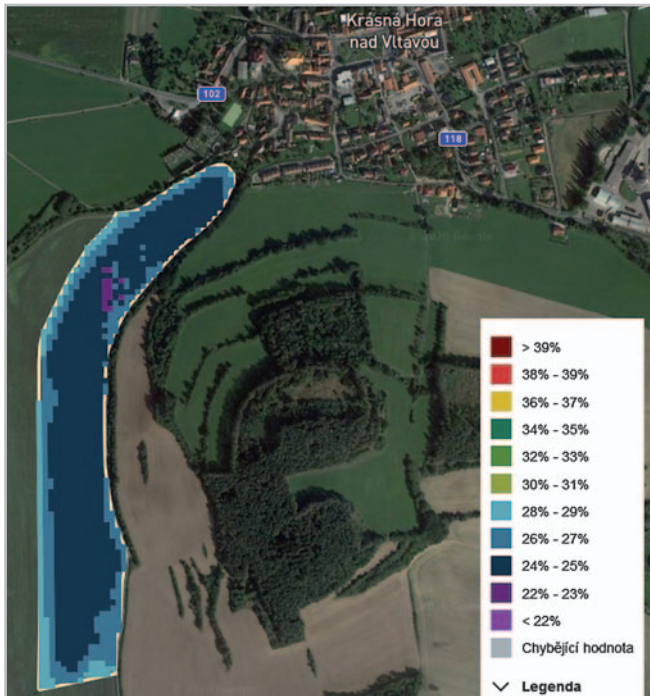 Krásná Hora
nad Vltavou
102
118
> 39%
38% - 39%
36% - 37%
34% - 35%
32% - 33%
30% - 31%
28% - 29%
26% - 27%
24% - 25%
22% - 23%
< 22%
Chybějící hodnota
Legenda